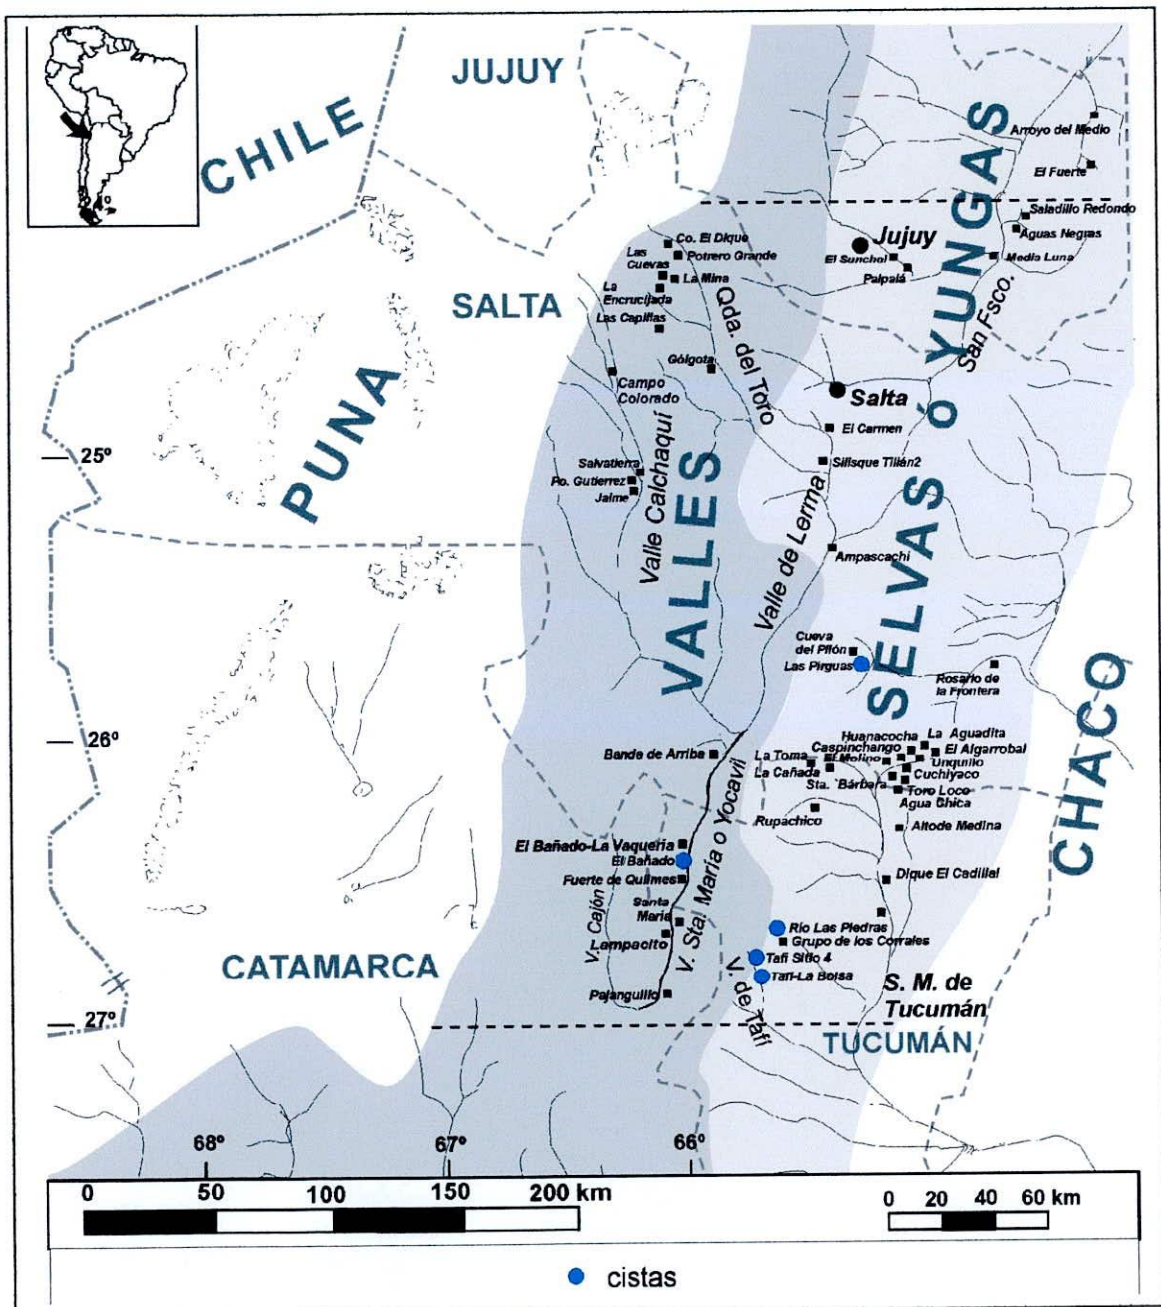 JUJUY
CHILE
Arroyo del Medio
El Fuerte
Saladillo Redondo
Aguas Negras
Jujuy
El Sunchal
Media Luna
Palpalá
Co. El Dique
Potrero Grande
Las
Cuevas
La Mina
La
Encrucijada
Las Capillas
SALTA
Qda. del Toro
San Fsco.
Gólgota
Campo
Colorado
Salta
El Carmen
PUNA
25º
Salvatierra
Po. Gutierrez
Jaime
Silisque Tilián2
Valle Calchaquí
VALLES
Valle de Lerma
SELVAS Ó YUNGAS
Ampascachi
Cueva
del Pilón
Las Pirguas
Rosario de
la Frontera
CHACO
26º
Banda de Arriba
Huanacocha
La Aguadita
Caspinchango
El Algarrobal
La Toma
El Molino
Unquillo
La Cañada
Cuchiyaco
Sta. Bárbara
Toro Loco
Agua Chica
Rupachico
Alto de Medina
El Bañado-La Vaquería
El Bañado
Fuerte de Quilmes
Dique El Cadillal
V. Cajón
Santa
María
V. Sta. María o Yocavil
Lampacito
Río Las Piedras
Grupo de los Corrales
Tafí Sitio 4
Tafí-La Bolsa
CATAMARCA
Pajanguillo
V. de Tafí
S. M. de
Tucumán
27º
TUCUMÁN
68º 67º 66º
0 50 100 150 200 km
0 20 40 60 km
cistas